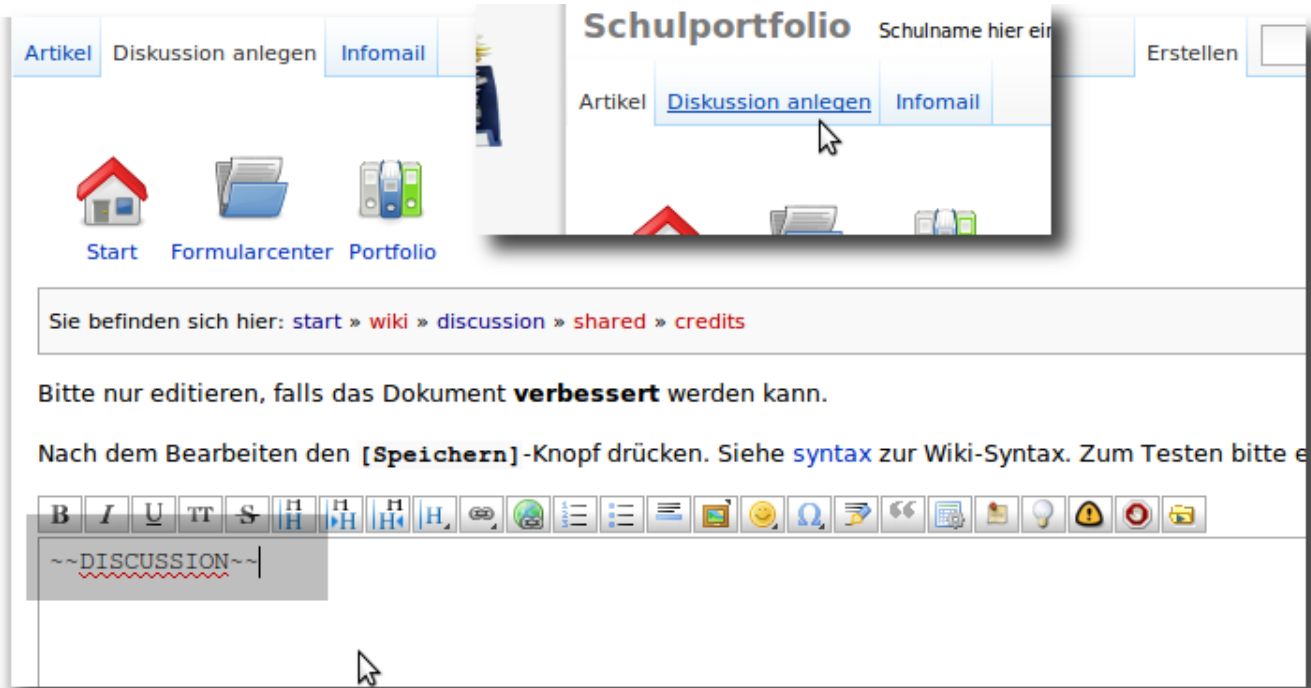 Schulportfolio Schulname hier ein
Artikel Diskussion anlegen Infomail
Artikel Diskussion anlegen Infomail Erstellen
Start Formularcenter Portfolio
Sie befinden sich hier: start » wiki » discussion » shared » credits
Bitte nur editieren, falls das Dokument verbessert werden kann.
Nach dem Bearbeiten den [Speichern]-Knopf drücken. Siehe syntax zur Wiki-Syntax. Zum Testen bitte e
B I U TT S H H H H
~~DISCUSSION~~